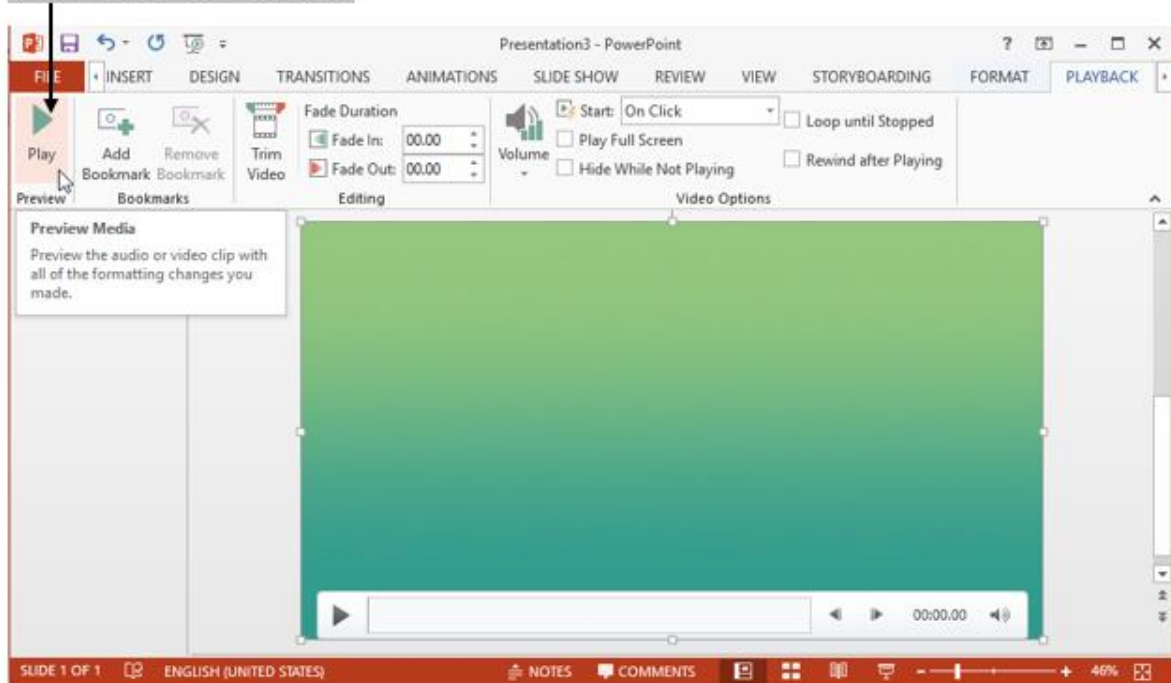 Presentation3 - PowerPoint
FILE INSERT DESIGN TRANSITIONS ANIMATIONS SLIDE SHOW REVIEW VIEW STORYBOARDING FORMAT PLAYBACK
Play
Add
Bookmark
Remove
Bookmark
Trim
Video
Fade Duration
Fade In: 00.00
Fade Out: 00.00
Volume
Start: On Click
Play Full Screen
Hide While Not Playing
Loop until Stopped
Rewind after Playing
Preview Bookmarks Editing Video Options
Preview Media
Preview the audio or video clip with
all of the formatting changes you
made.
00:00.00
SLIDE 1 OF 1 ENGLISH (UNITED STATES) NOTES COMMENTS 46%